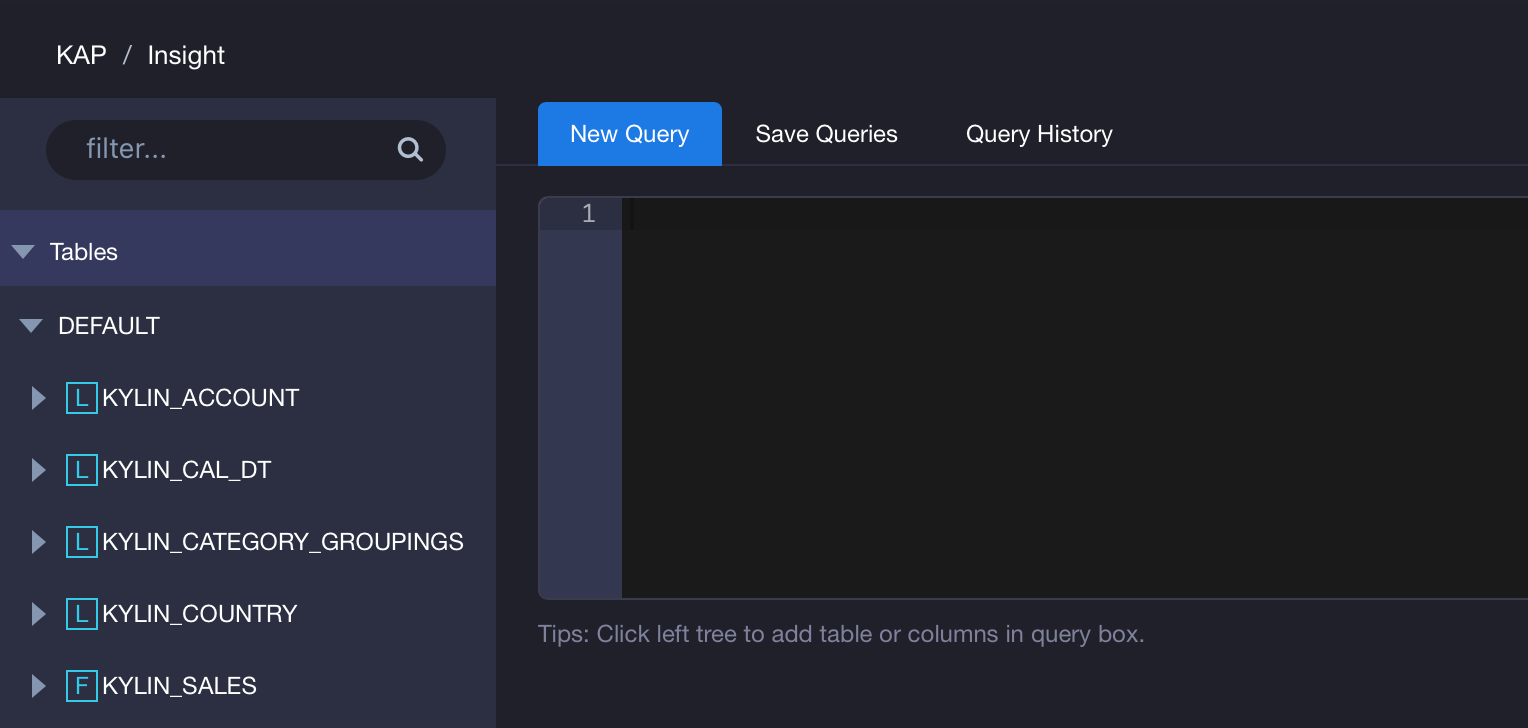 KAP / Insight
filter...
Tables
DEFAULT
L KYLIN_ACCOUNT
L KYLIN_CAL_DT
L KYLIN_CATEGORY_GROUPINGS
L KYLIN_COUNTRY
F KYLIN_SALES
New Query Save Queries Query History
1
Tips: Click left tree to add table or columns in query box.